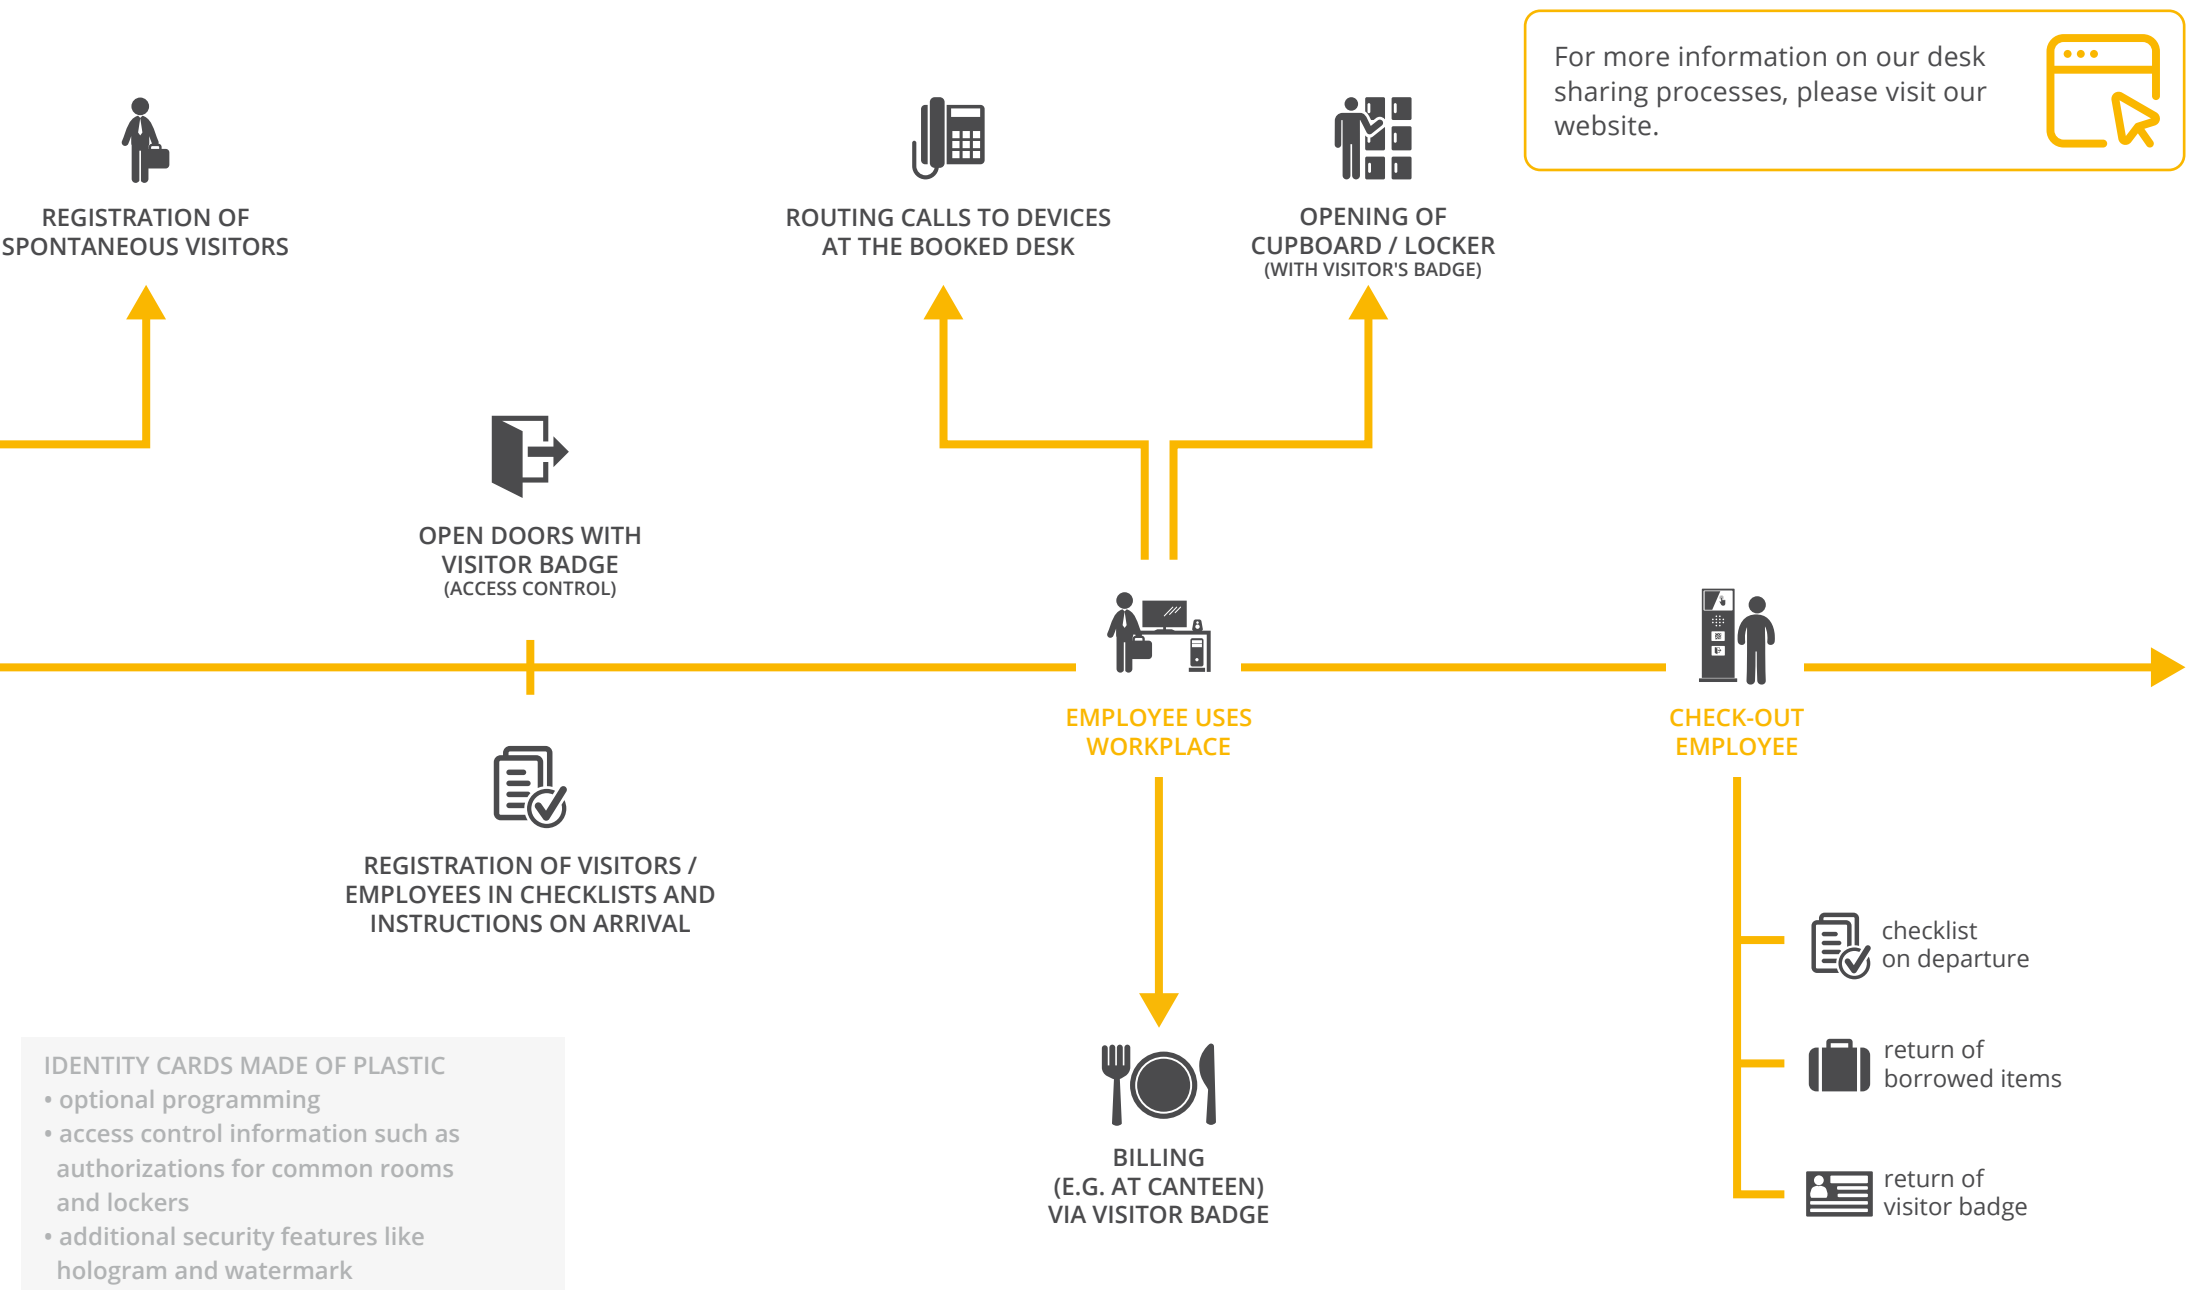 For more information on our desk
sharing processes, please visit our
website.
REGISTRATION OF
SPONTANEOUS VISITORS
ROUTING CALLS TO DEVICES
AT THE BOOKED DESK
OPENING OF
CUPBOARD / LOCKER
(WITH VISITOR'S BADGE)
OPEN DOORS WITH
VISITOR BADGE
(ACCESS CONTROL)
EMPLOYEE USES
WORKPLACE
CHECK-OUT
EMPLOYEE
REGISTRATION OF VISITORS /
EMPLOYEES IN CHECKLISTS AND
INSTRUCTIONS ON ARRIVAL
checklist
on departure
return of
borrowed items
return of
visitor badge
IDENTITY CARDS MADE OF PLASTIC
• optional programming
• access control information such as
authorizations for common rooms
and lockers
• additional security features like
hologram and watermark
BILLING
(E.G. AT CANTEEN)
VIA VISITOR BADGE